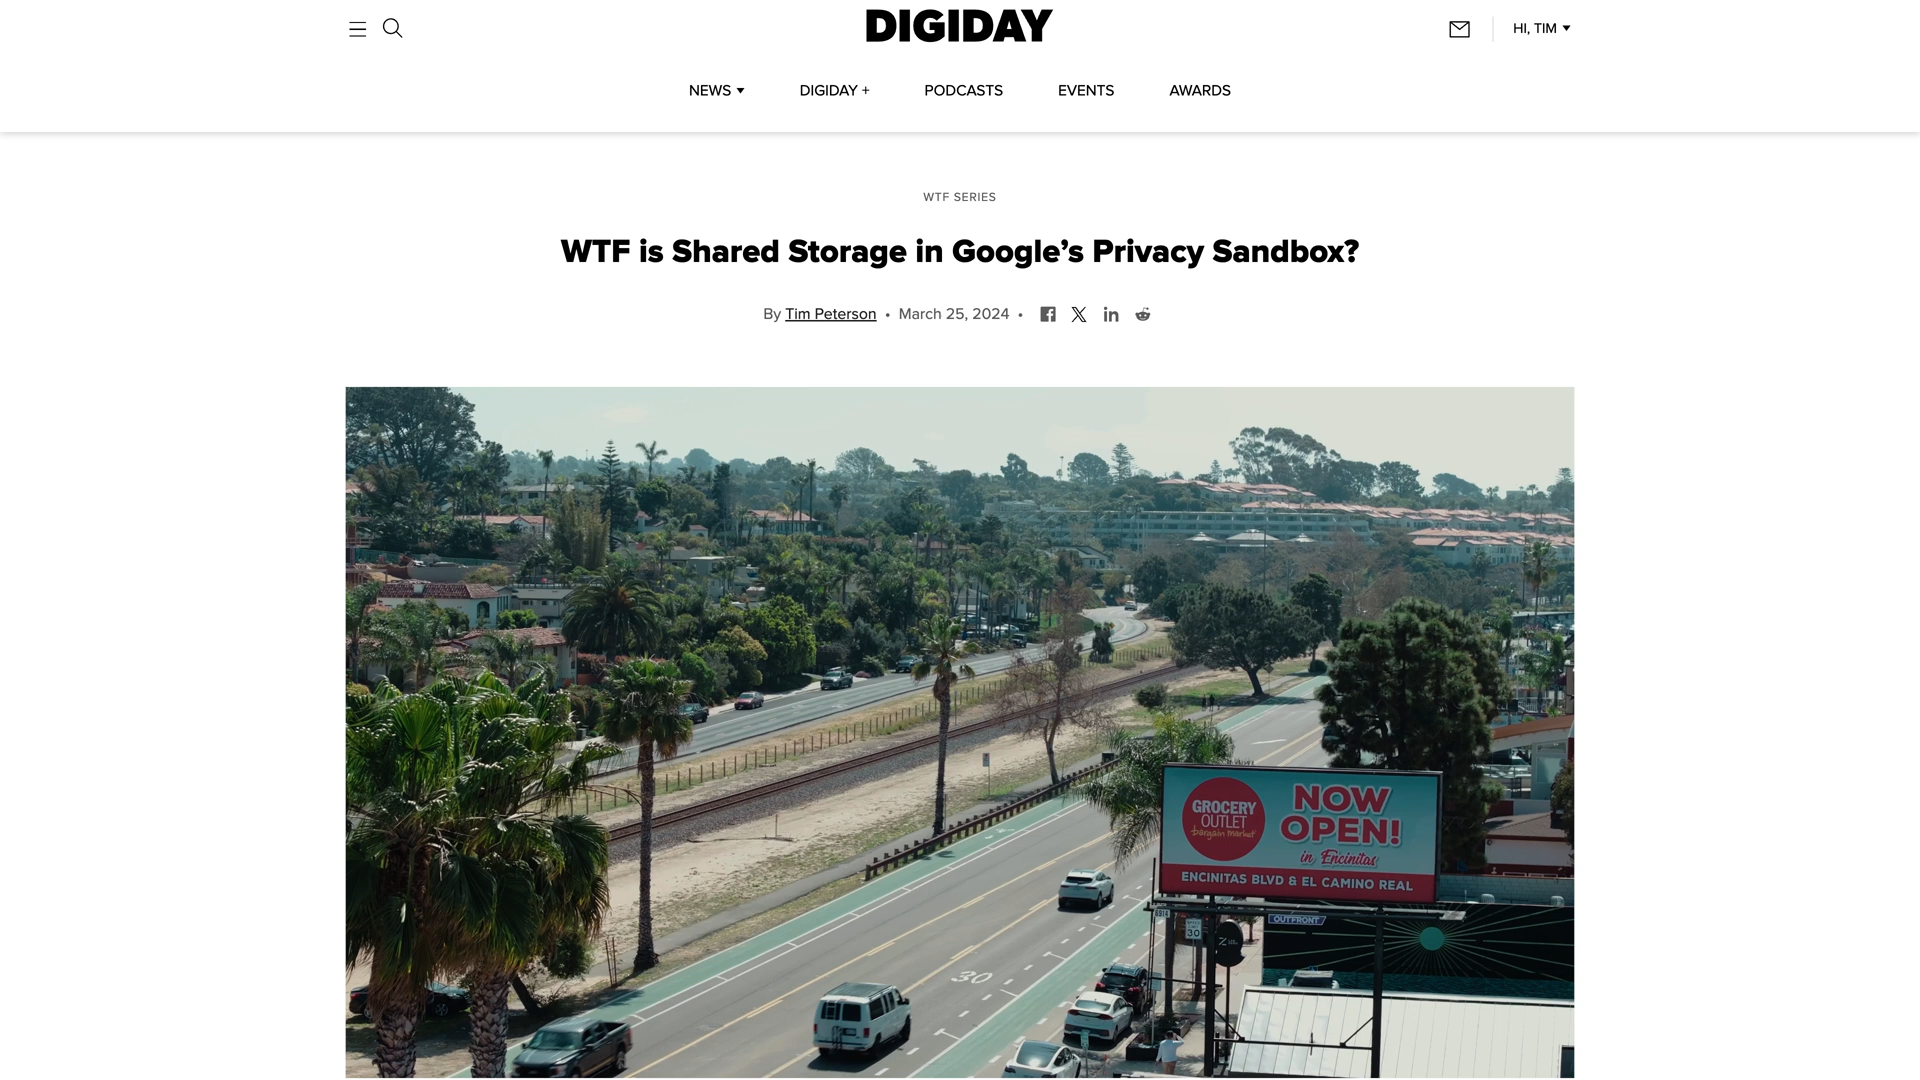 DIGIDAY
HI, TIM
NEWS
DIGIDAY +
PODCASTS
EVENTS
AWARDS
WTF SERIES
WTF is Shared Storage in Google’s Privacy Sandbox?
By Tim Peterson • March 25, 2024 •
GROCERY
OUTLET
bargain market
NOW
OPEN!
in Encinitas
ENCINITAS BLVD & EL CAMINO REAL
OUTFRONT
30
30